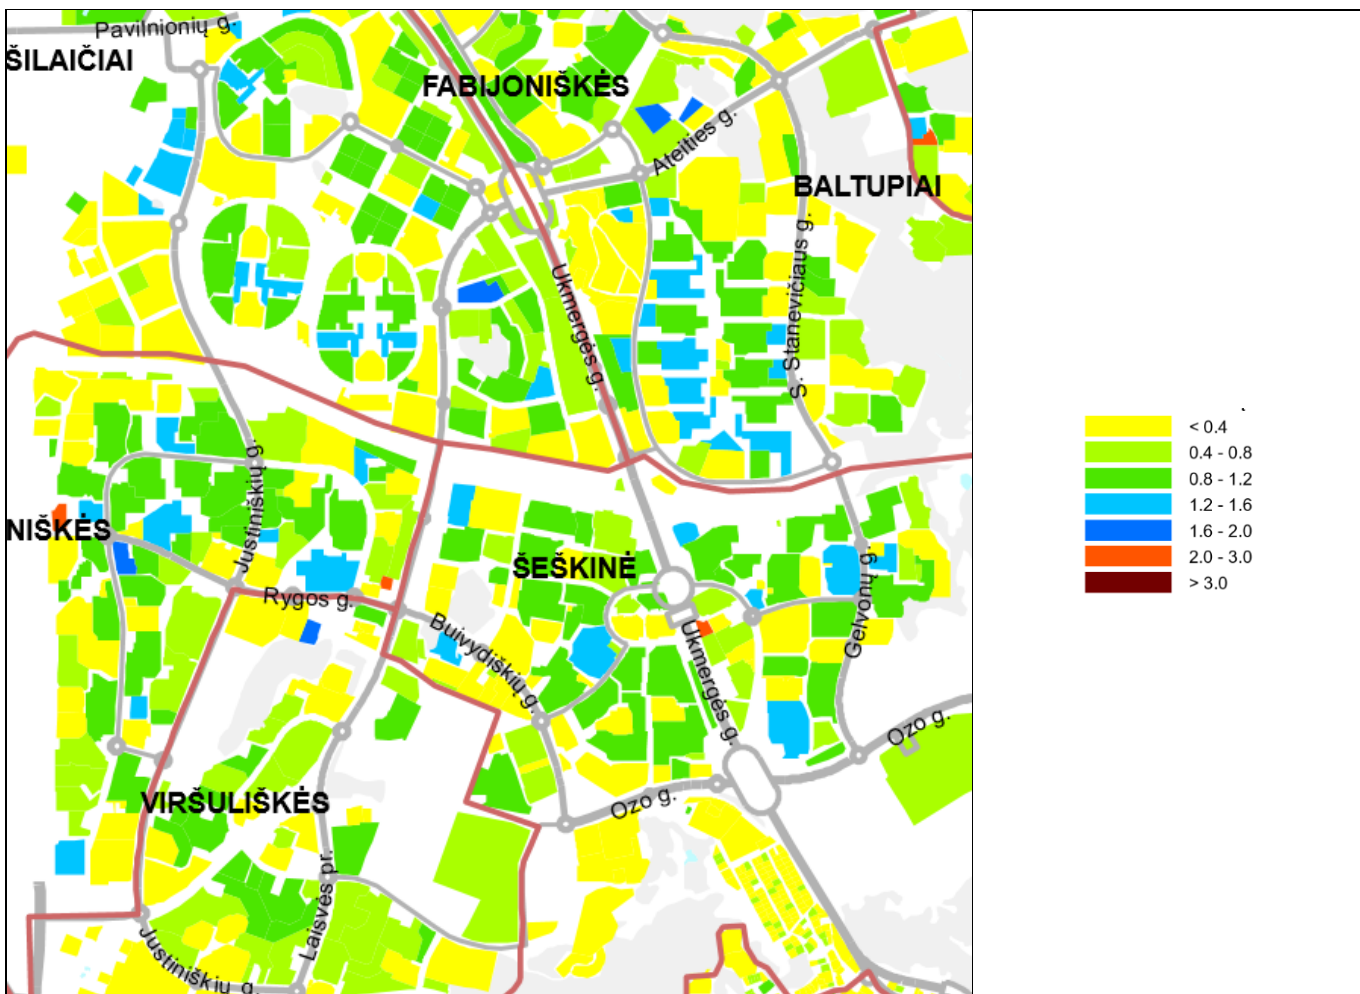 Pavilnionių g.
ŠILAIČIAI
FABIJONIŠKĖS
Ateities g.
BALTUPIAI
Ukmergės g.
S. Stanevičiaus g.
Justiniškių g.
NIŠKĖS
ŠEŠKINĖ
Rygos g.
Buivydiškių g.
Ukmergės g.
Gelvonų g.
Ozo g.
VIRŠULIŠKĖS
Ozo g.
Laisvės pr.
Justiniškių g.
< 0.4
0.4 - 0.8
0.8 - 1.2
1.2 - 1.6
1.6 - 2.0
2.0 - 3.0
> 3.0